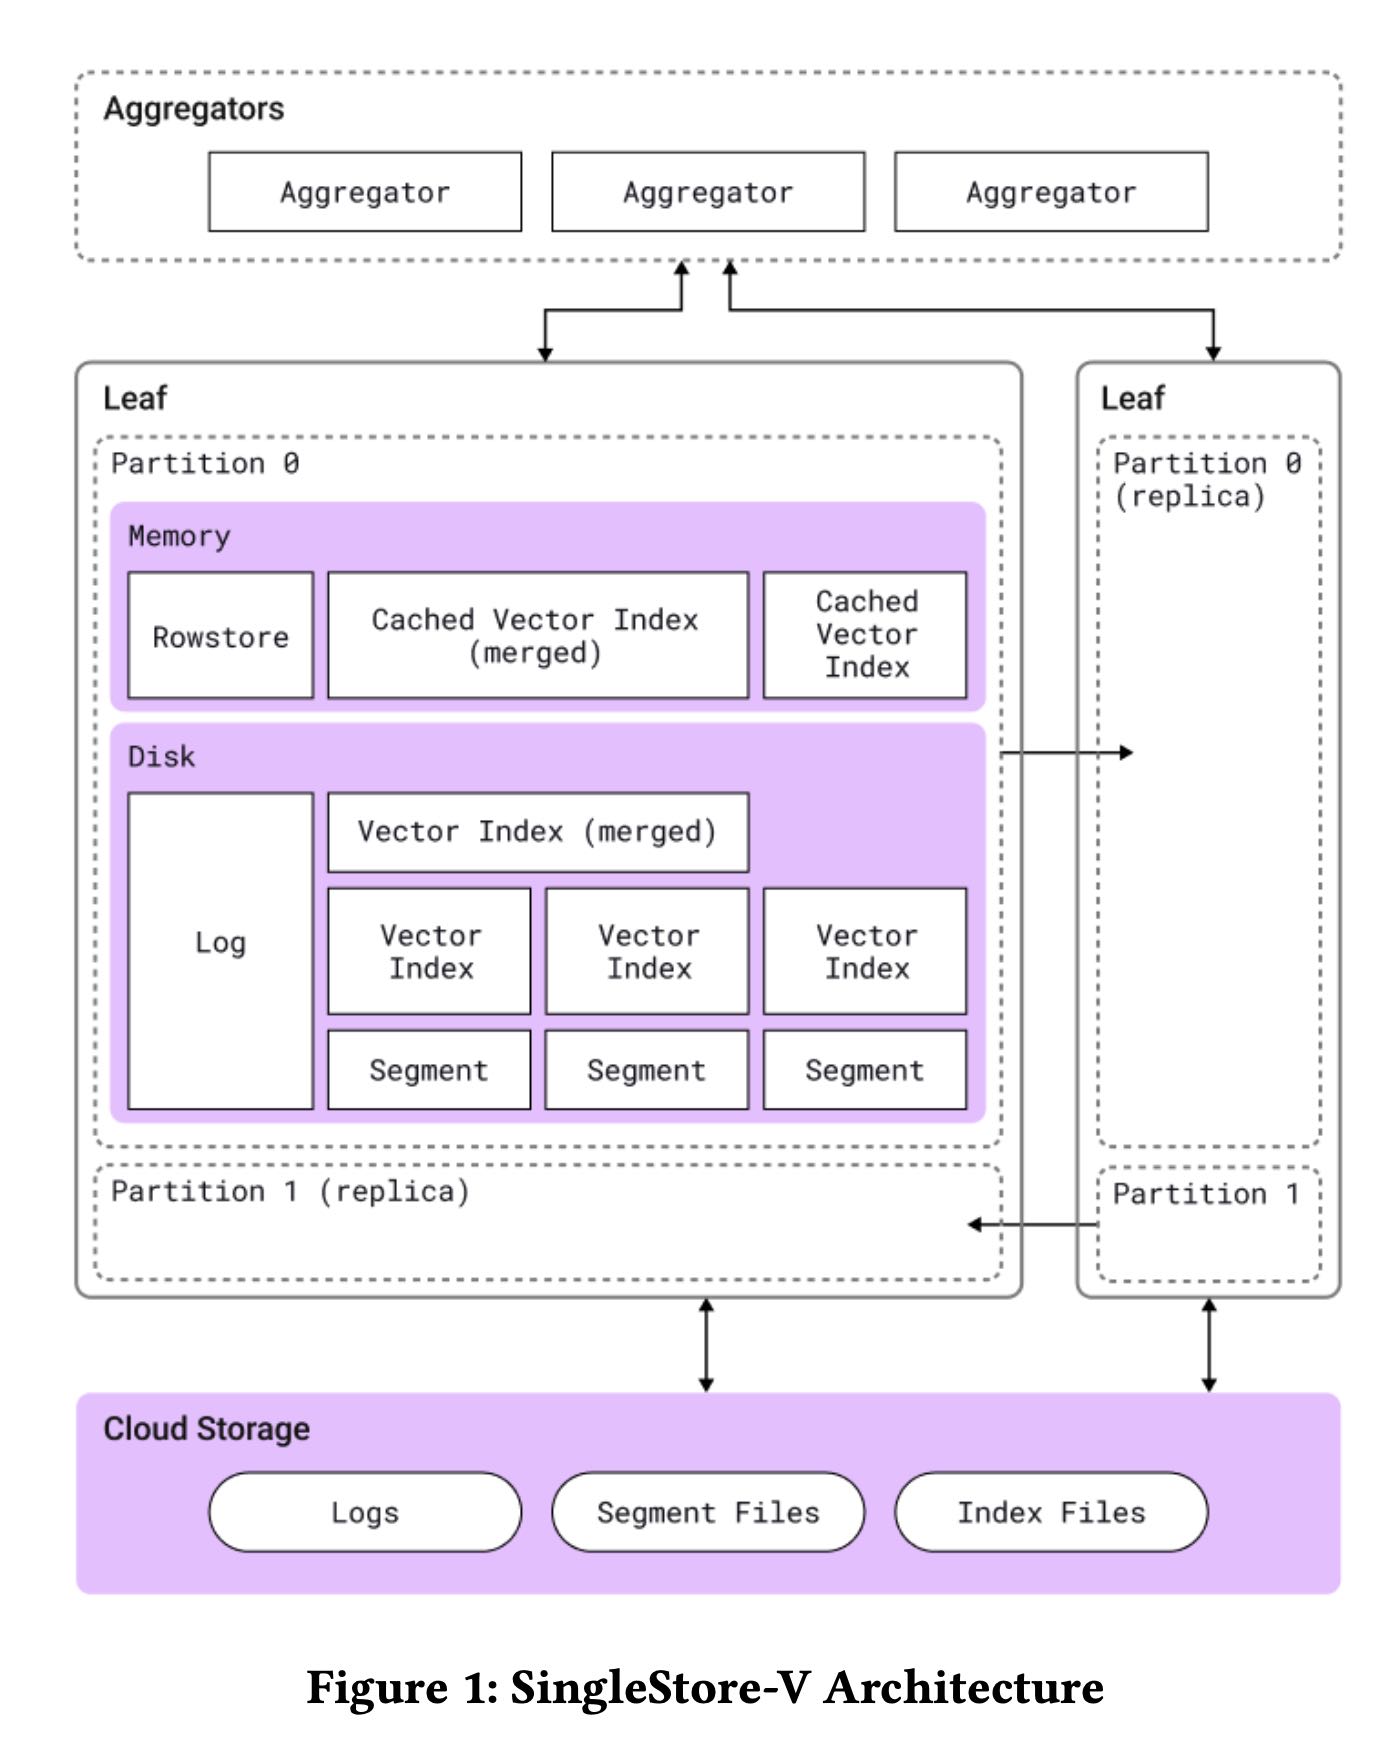 Aggregators
Aggregator
Aggregator
Aggregator
Leaf
Partition 0
Memory
Rowstore
Cached Vector Index
(merged)
Cached
Vector
Index
Disk
Log
Vector Index (merged)
Vector
Index
Vector
Index
Vector
Index
Segment
Segment
Segment
Partition 1 (replica)
Leaf
Partition 0
(replica)
Partition 1
Cloud Storage
Logs
Segment Files
Index Files
Figure 1: SingleStore-V Architecture